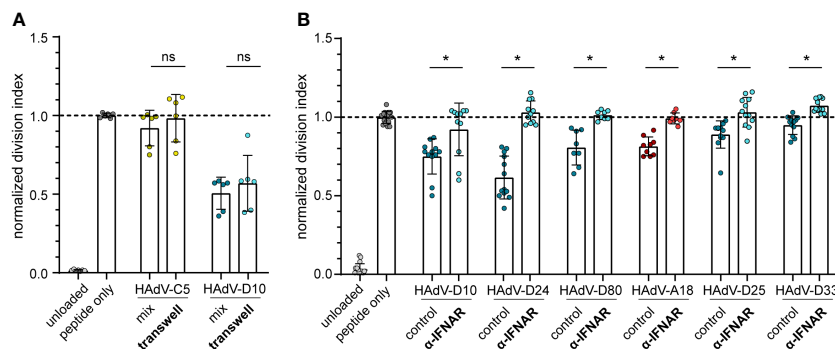 A
normalized division index
1.5
1.0
0.5
0.0
ns
ns
unloaded
peptide only
HAdV-C5
mix
transwell
HAdV-D10
mix
transwell
B
normalized division index
1.5
1.0
0.5
0.0
*
*
*
*
*
*
unloaded
peptide only
HAdV-D10
control
α-IFNAR
HAdV-D24
control
α-IFNAR
HAdV-D80
control
α-IFNAR
HAdV-A18
control
α-IFNAR
HAdV-D25
control
α-IFNAR
HAdV-D33
control
α-IFNAR